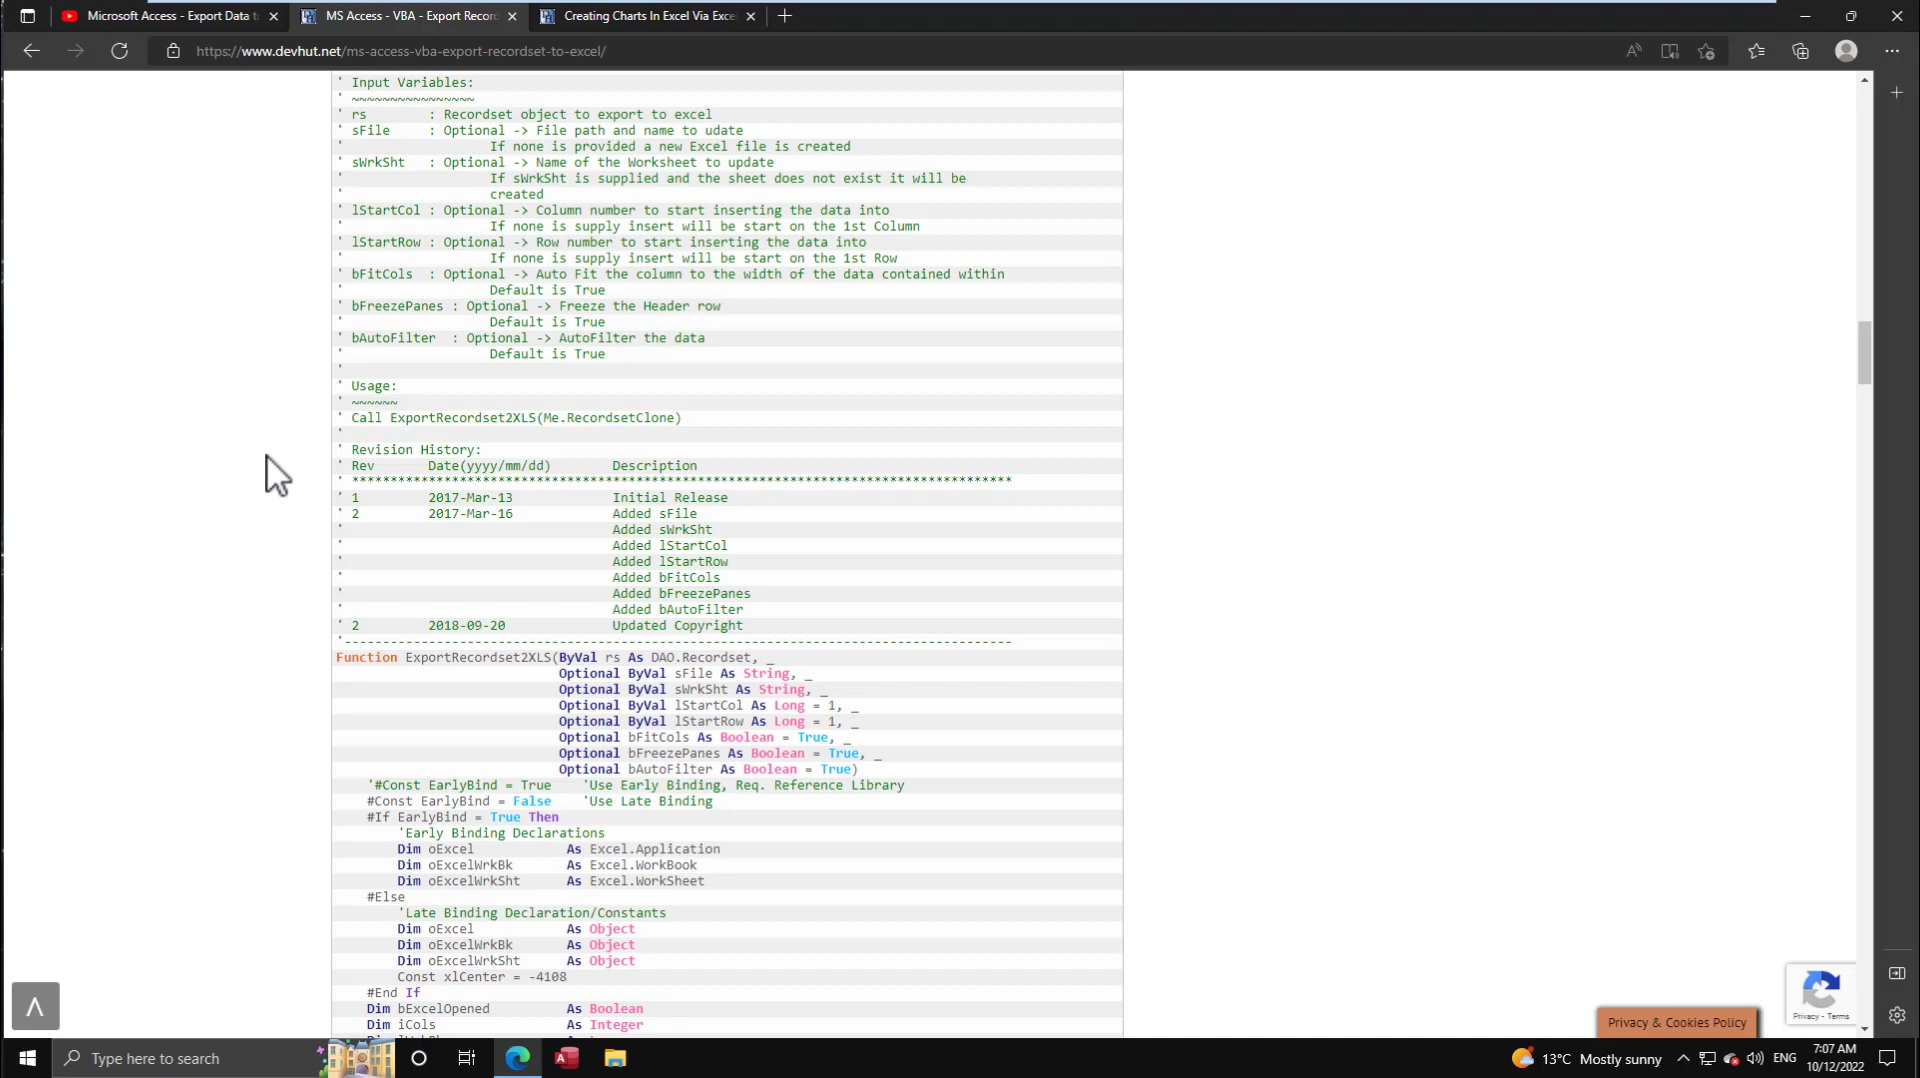 Microsoft Access - Export Data t
MS Access - VBA - Export Recor
Creating Charts In Excel Via Exce
https://www.devhut.net/ms-access-vba-export-recordset-to-excel/
' Input Variables:
' ~~~~~~~~~~~~~~~~
' rs : Recordset object to export to excel
' sFile : Optional -> File path and name to udate
' If none is provided a new Excel file is created
' sWrkSht : Optional -> Name of the Worksheet to update
' If sWrkSht is supplied and the sheet does not exist it will be
' created
' lStartCol : Optional -> Column number to start inserting the data into
' If none is supply insert will be start on the 1st Column
' lStartRow : Optional -> Row number to start inserting the data into
' If none is supply insert will be start on the 1st Row
' bFitCols : Optional -> Auto Fit the column to the width of the data contained within
' Default is True
' bFreezePanes : Optional -> Freeze the Header row
' Default is True
' bAutoFilter : Optional -> AutoFilter the data
' Default is True
'
' Usage:
' ~~~~~~
' Call ExportRecordset2XLS(Me.RecordsetClone)
'
' Revision History:
' Rev Date(yyyy/mm/dd) Description
' **************************************************************************************
' 1 2017-Mar-13 Initial Release
' 2 2017-Mar-16 Added sFile
' Added sWrkSht
' Added lStartCol
' Added lStartRow
' Added bFitCols
' Added bFreezePanes
' Added bAutoFilter
' 2 2018-09-20 Updated Copyright
'---------------------------------------------------------------------------------------
Function ExportRecordset2XLS(ByVal rs As DAO.Recordset, _
Optional ByVal sFile As String, _
Optional ByVal sWrkSht As String, _
Optional ByVal lStartCol As Long = 1, _
Optional ByVal lStartRow As Long = 1, _
Optional bFitCols As Boolean = True, _
Optional bFreezePanes As Boolean = True, _
Optional bAutoFilter As Boolean = True)
'#Const EarlyBind = True 'Use Early Binding, Req. Reference Library
#Const EarlyBind = False 'Use Late Binding
#If EarlyBind = True Then
'Early Binding Declarations
Dim oExcel As Excel.Application
Dim oExcelWrkBk As Excel.WorkBook
Dim oExcelWrkSht As Excel.WorkSheet
#Else
'Late Binding Declaration/Constants
Dim oExcel As Object
Dim oExcelWrkBk As Object
Dim oExcelWrkSht As Object
Const xlCenter = -4108
#End If
Dim bExcelOpened As Boolean
Dim iCols As Integer
Privacy - Terms
Privacy & Cookies Policy
Type here to search
13°C Mostly sunny
ENG
7:07 AM
10/12/2022